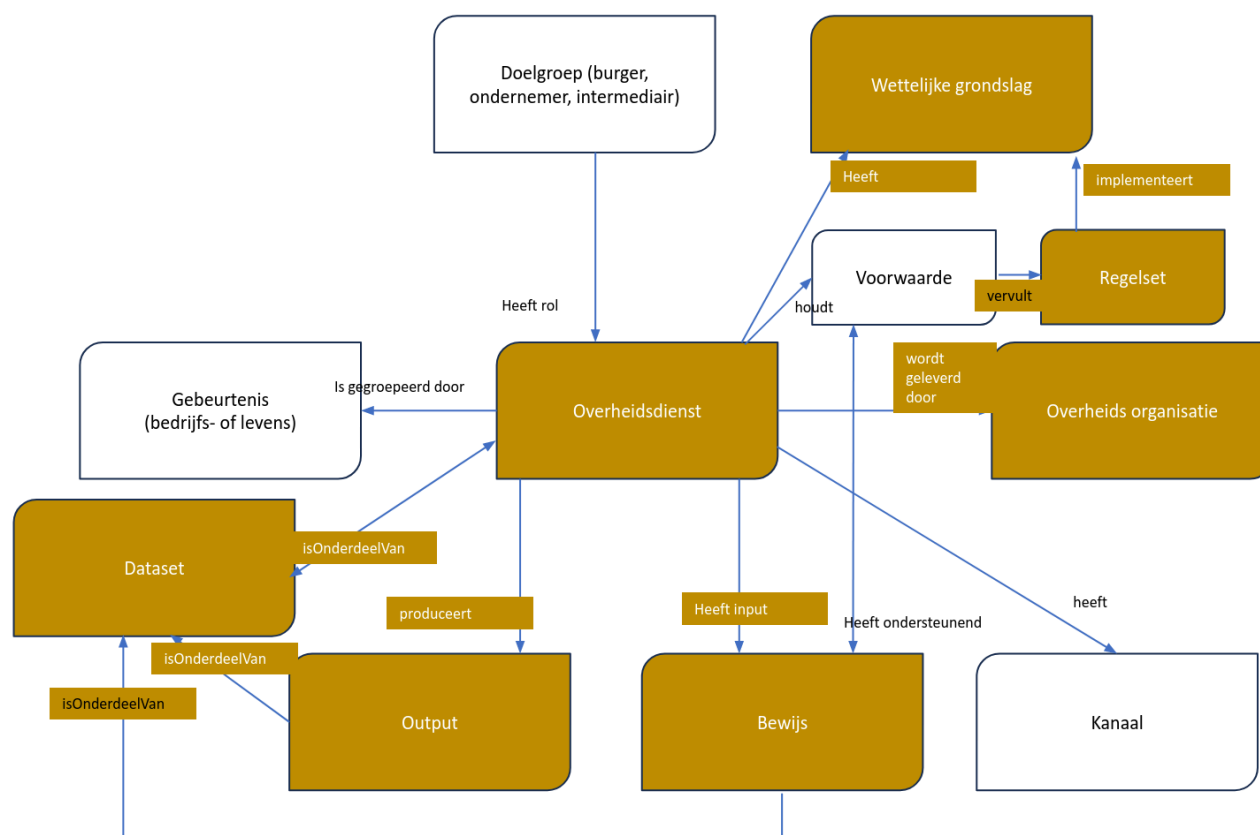 Doelgroep (burger,
ondernemer, intermediair)
Wettelijke grondslag
Heeft
implementeert
Voorwaarde
Regelset
vervult
houdt
Heeft rol
wordt
geleverd
door
Is gegroepeerd door
Gebeurtenis
(bedrijfs- of levens)
Overheidsdienst
Overheids organisatie
isOnderdeelVan
Dataset
produceert
Heeft input
heeft
Heeft ondersteunend
isOnderdeelVan
isOnderdeelVan
Output
Bewijs
Kanaal